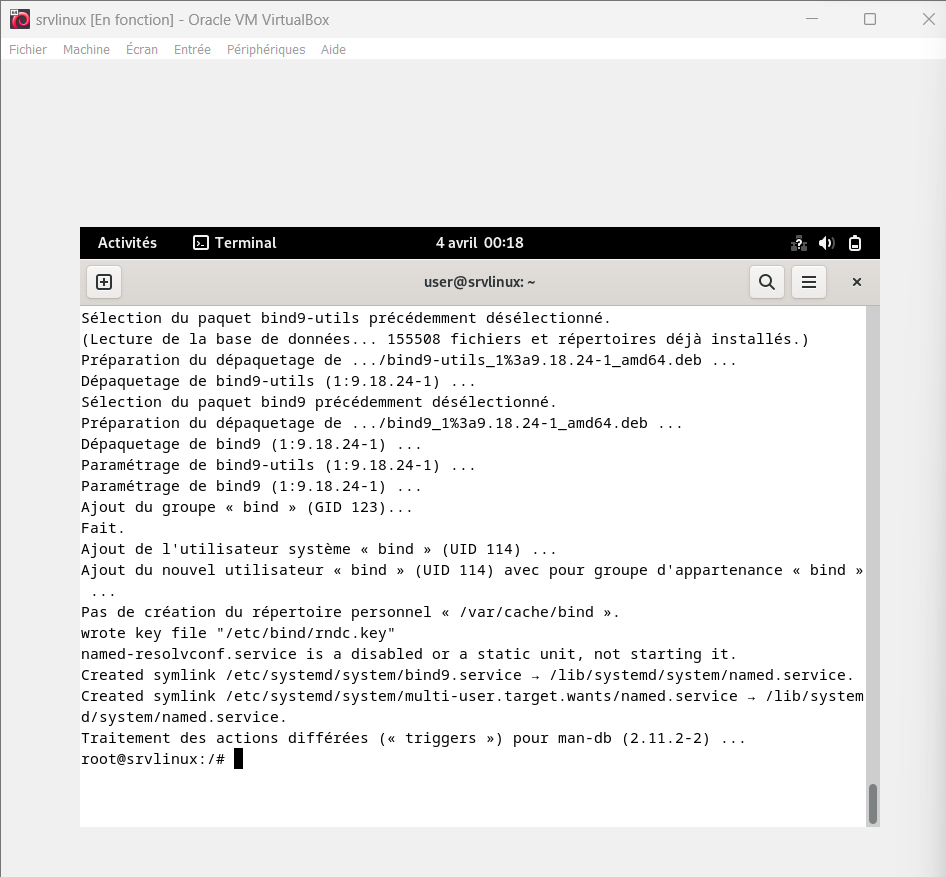 srvlinux [En fonction] - Oracle VM VirtualBox
Fichier Machine Écran Entrée Périphériques Aide
Activités Terminal 4 avril 00:18
user@srvlinux: ~
Sélection du paquet bind9-utils précédemment désélectionné.
(Lecture de la base de données... 155508 fichiers et répertoires déjà installés.)
Préparation du dépaquetage de .../bind9-utils_1%3a9.18.24-1_amd64.deb ...
Dépaquetage de bind9-utils (1:9.18.24-1) ...
Sélection du paquet bind9 précédemment désélectionné.
Préparation du dépaquetage de .../bind9_1%3a9.18.24-1_amd64.deb ...
Dépaquetage de bind9 (1:9.18.24-1) ...
Paramétrage de bind9-utils (1:9.18.24-1) ...
Paramétrage de bind9 (1:9.18.24-1) ...
Ajout du groupe « bind » (GID 123)...
Fait.
Ajout de l'utilisateur système « bind » (UID 114) ...
Ajout du nouvel utilisateur « bind » (UID 114) avec pour groupe d'appartenance « bind »
...
Pas de création du répertoire personnel « /var/cache/bind ».
wrote key file "/etc/bind/rndc.key"
named-resolvconf.service is a disabled or a static unit, not starting it.
Created symlink /etc/systemd/system/bind9.service → /lib/systemd/system/named.service.
Created symlink /etc/systemd/system/multi-user.target.wants/named.service → /lib/system
d/system/named.service.
Traitement des actions différées (« triggers ») pour man-db (2.11.2-2) ...
root@srvlinux:/#